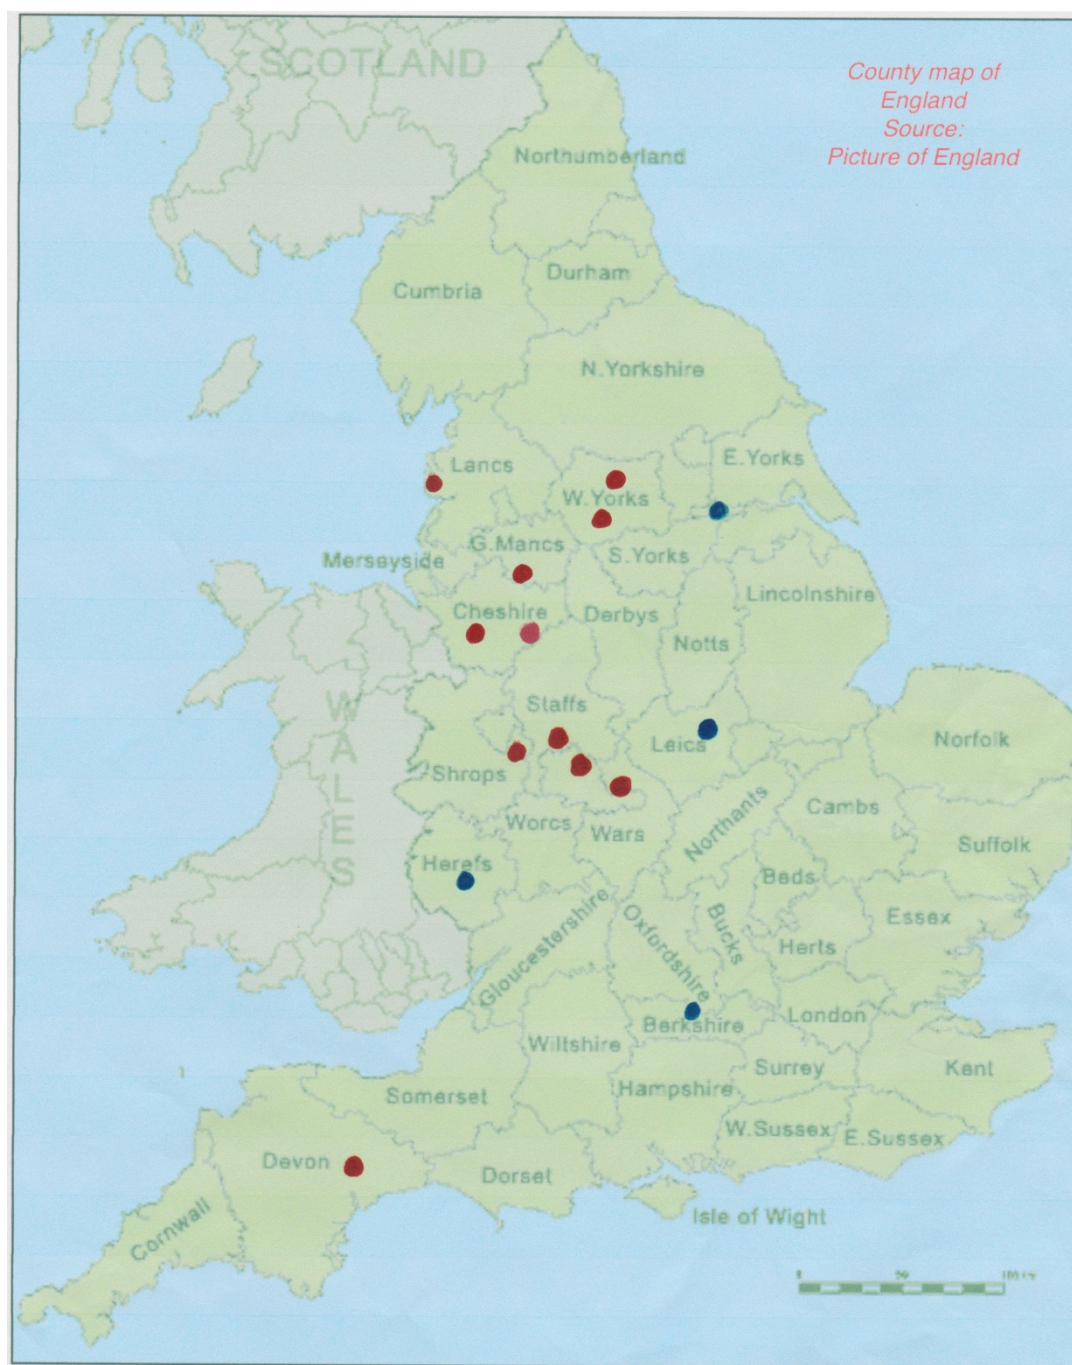 SCOTLAND
County map of
England
Source:
Picture of England
Northumberland
Durham
Cumbria
N.Yorkshire
Lancs
E.Yorks
W.Yorks
G.Mancs
S.Yorks
Merseyside
Cheshire
Derbys
Lincolnshire
Notts
WALES
Staffs
Leics
Norfolk
Shrops
Northants
Cambs
Worcs
Wars
Suffolk
Herefs
Beds
Essex
Gloucestershire
Oxfordshire
Bucks
Herts
London
Berkshire
Wiltshire
Surrey
Kent
Hampshire
Somerset
W.Sussex
E.Sussex
Devon
Dorset
Cornwall
Isle of Wight